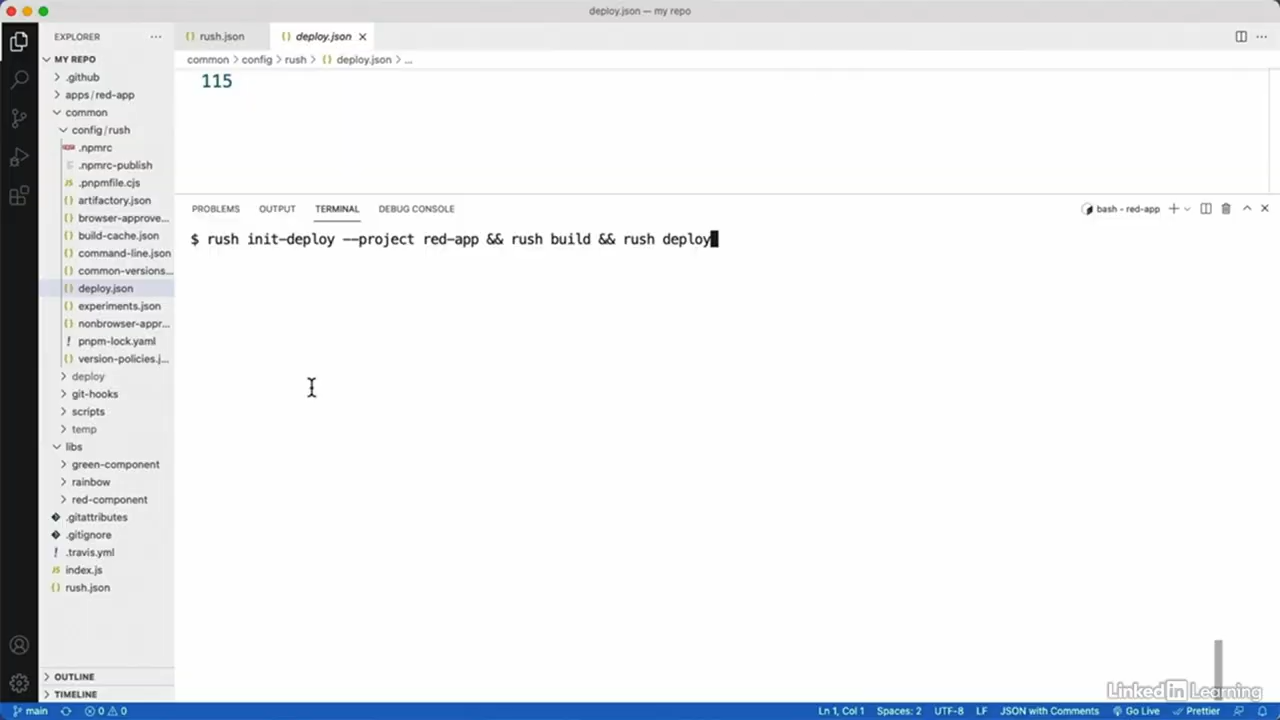 deploy.json — my repo
EXPLORER
MY REPO
.github
apps/red-app
common
config/rush
.npmrc
.npmrc-publish
.pnpmfile.cjs
artifactory.json
browser-approve...
build-cache.json
command-line.json
common-versions...
deploy.json
experiments.json
nonbrowser-appr...
pnpm-lock.yaml
version-policies.j...
deploy
git-hooks
scripts
temp
libs
green-component
rainbow
red-component
.gitattributes
.gitignore
.travis.yml
index.js
rush.json
OUTLINE
TIMELINE
rush.json
deploy.json
common > config > rush > {} deploy.json > ...
115
PROBLEMS OUTPUT TERMINAL DEBUG CONSOLE
bash - red-app
$ rush init-deploy --project red-app && rush build && rush deploy
LinkedIn Learning
main 0 0 Ln 1, Col 1 Spaces: 2 UTF-8 LF JSON with Comments Go Live Prettier